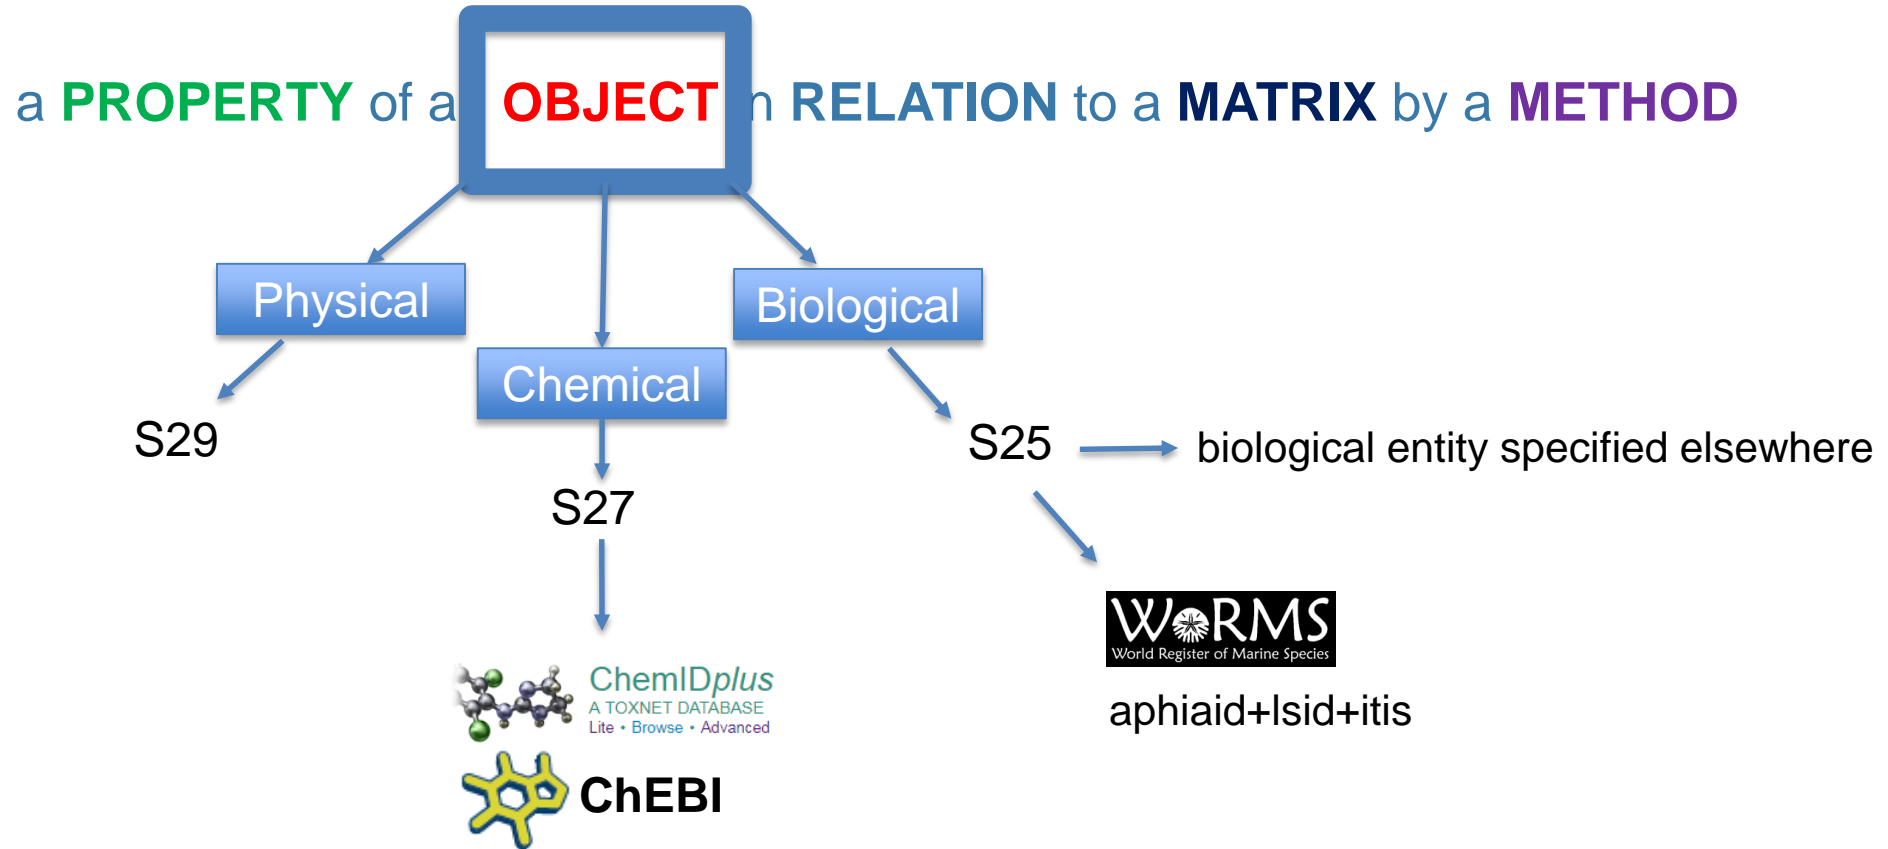 a PROPERTY of a OBJECT n RELATION to a MATRIX by a METHOD
Physical
Biological
Chemical
S29
S25
biological entity specified elsewhere
S27
WoRMS
World Register of Marine Species
ChemIDplus
A TOXNET DATABASE
Lite • Browse • Advanced
aphiaid+lsid+itis
ChEBI